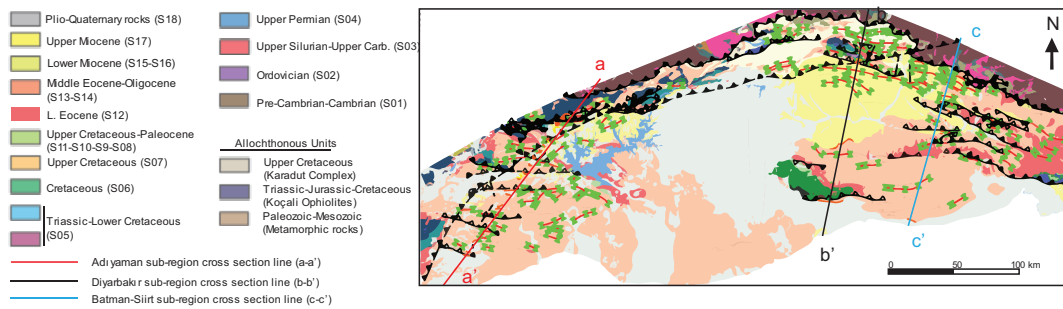 Plio-Quaternary rocks (S18)
Upper Miocene (S17)
Lower Miocene (S15-S16)
Middle Eocene-Oligocene
(S13-S14)
L. Eocene (S12)
Upper Cretaceous-Paleocene
(S11-S10-S9-S08)
Upper Cretaceous (S07)
Cretaceous (S06)
Triassic-Lower Cretaceous
(S05)
Adıyaman sub-region cross section line (a-a’)
Diyarbakır sub-region cross section line (b-b’)
Batman-Siirt sub-region cross section line (c-c’)
Upper Permian (S04)
Upper Silurian-Upper Carb. (S03)
Ordovician (S02)
Pre-Cambrian-Cambrian (S01)
Allochthonous Units
Upper Cretaceous
(Karadut Complex)
Triassic-Jurassic-Cretaceous
(Koçali Ophiolites)
Paleozoic-Mesozoic
(Metamorphic rocks)
b
c
N
a
a’
b’
c’
0 50 100 km